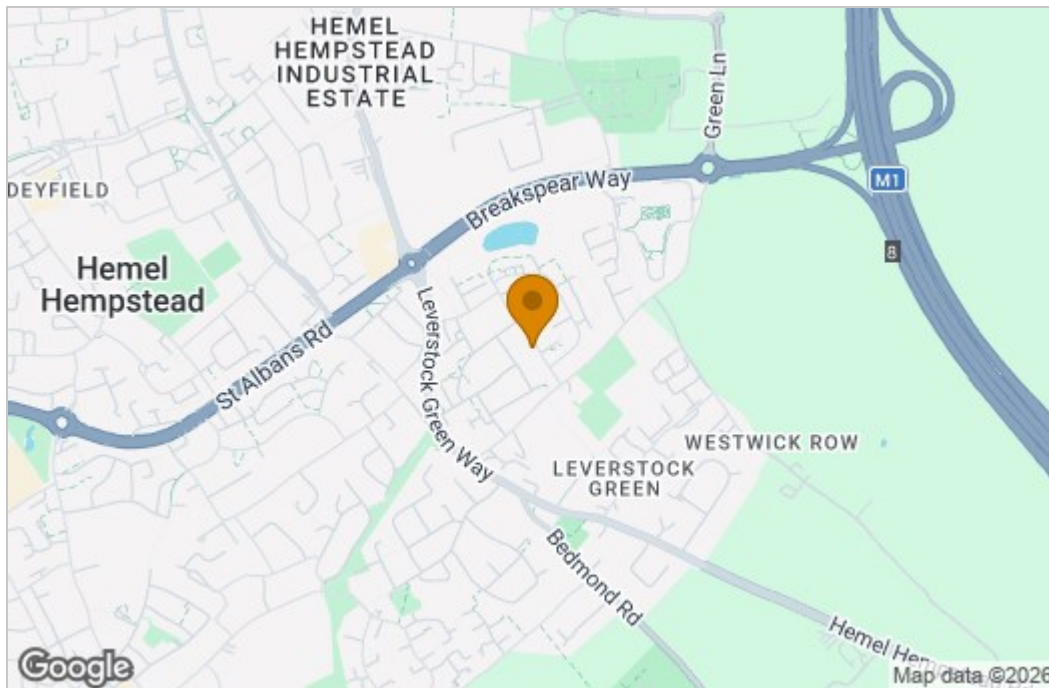 HEMEL
HEMPSTEAD
INDUSTRIAL
ESTATE
Green Ln
DEYFIELD
Breakspear Way
M1
8
Hemel
Hempstead
Leverstock Green Way
St Albans Rd
WESTWICK ROW
LEVERSTOCK
GREEN
Bedmond Rd
Hemel
Google
Map data ©2026